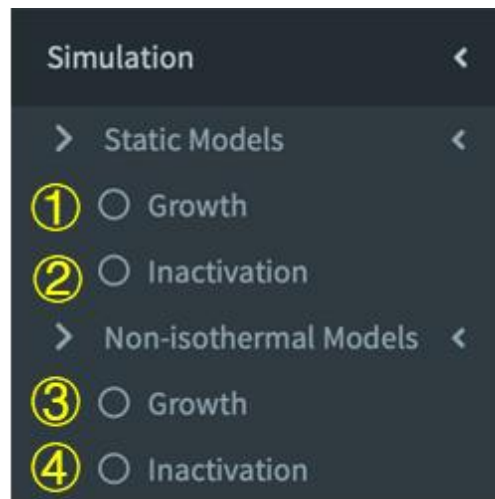 Simulation
Static Models
① Growth
② Inactivation
Non-isothermal Models
③ Growth
④ Inactivation